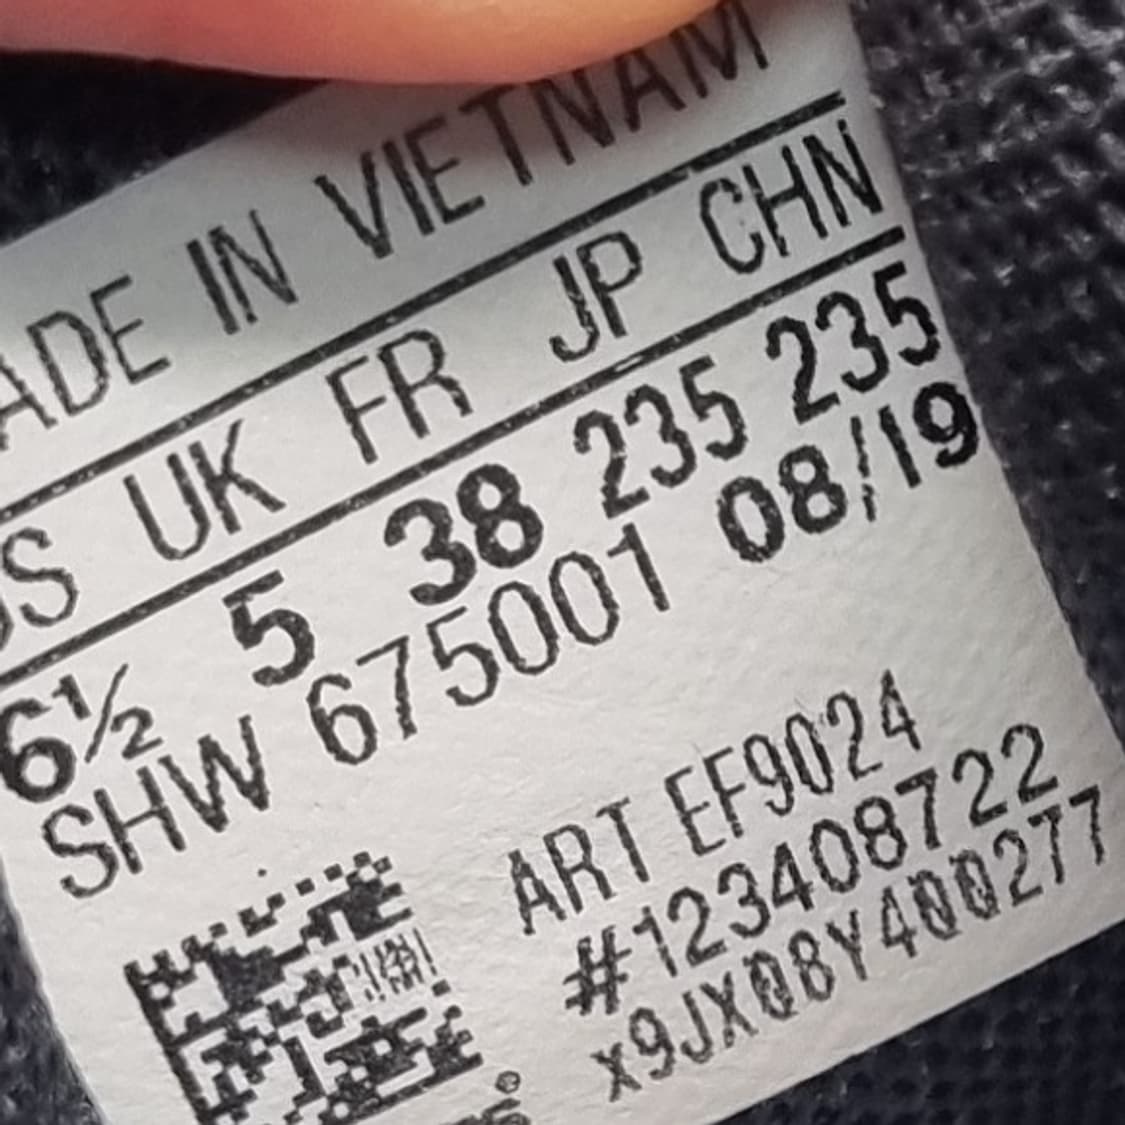 ADE IN VIETNAM
US UK FR JP CHN
6½ 5 38 235 235
SHW 675001 08/19
ART EF9024
#123408722
x9JX08Y400277